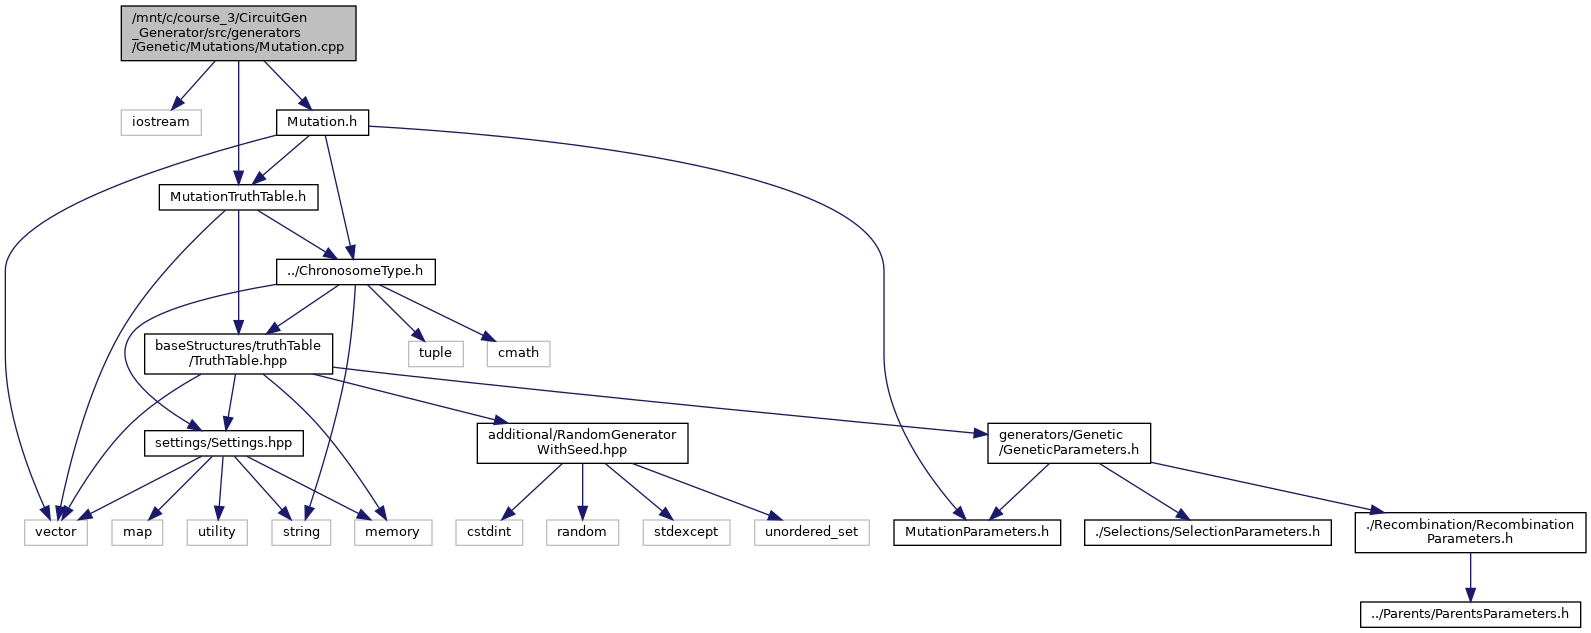 /mnt/c/course_3/CircuitGen
_Generator/src/generators
/Genetic/Mutations/Mutation.cpp
iostream
Mutation.h
MutationTruthTable.h
../ChronosomeType.h
baseStructures/truthTable
/TruthTable.hpp
tuple
cmath
settings/Settings.hpp
additional/RandomGenerator
WithSeed.hpp
generators/Genetic
/GeneticParameters.h
vector
map
utility
string
memory
cstdint
random
stdexcept
unordered_set
MutationParameters.h
./Selections/SelectionParameters.h
./Recombination/Recombination
Parameters.h
../Parents/ParentsParameters.h